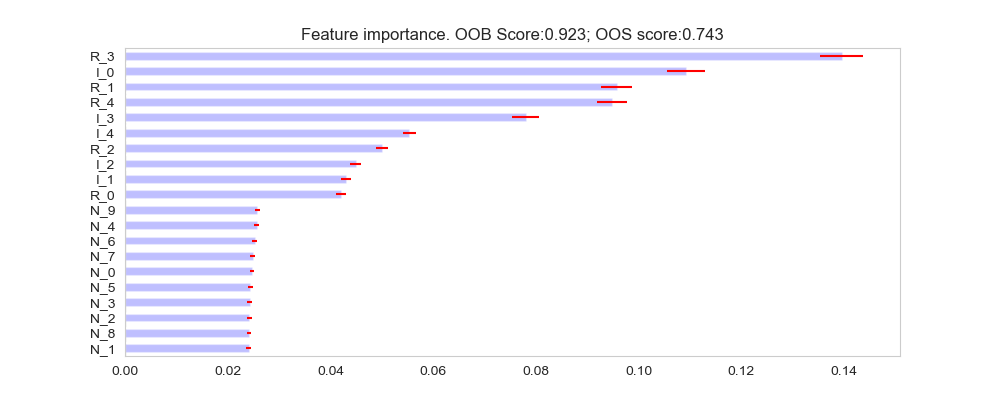 Feature importance. OOB Score:0.923; OOS score:0.743
R_3
I_0
R_1
R_4
I_3
I_4
R_2
I_2
I_1
R_0
N_9
N_4
N_6
N_7
N_0
N_5
N_3
N_2
N_8
N_1
0.00 0.02 0.04 0.06 0.08 0.10 0.12 0.14